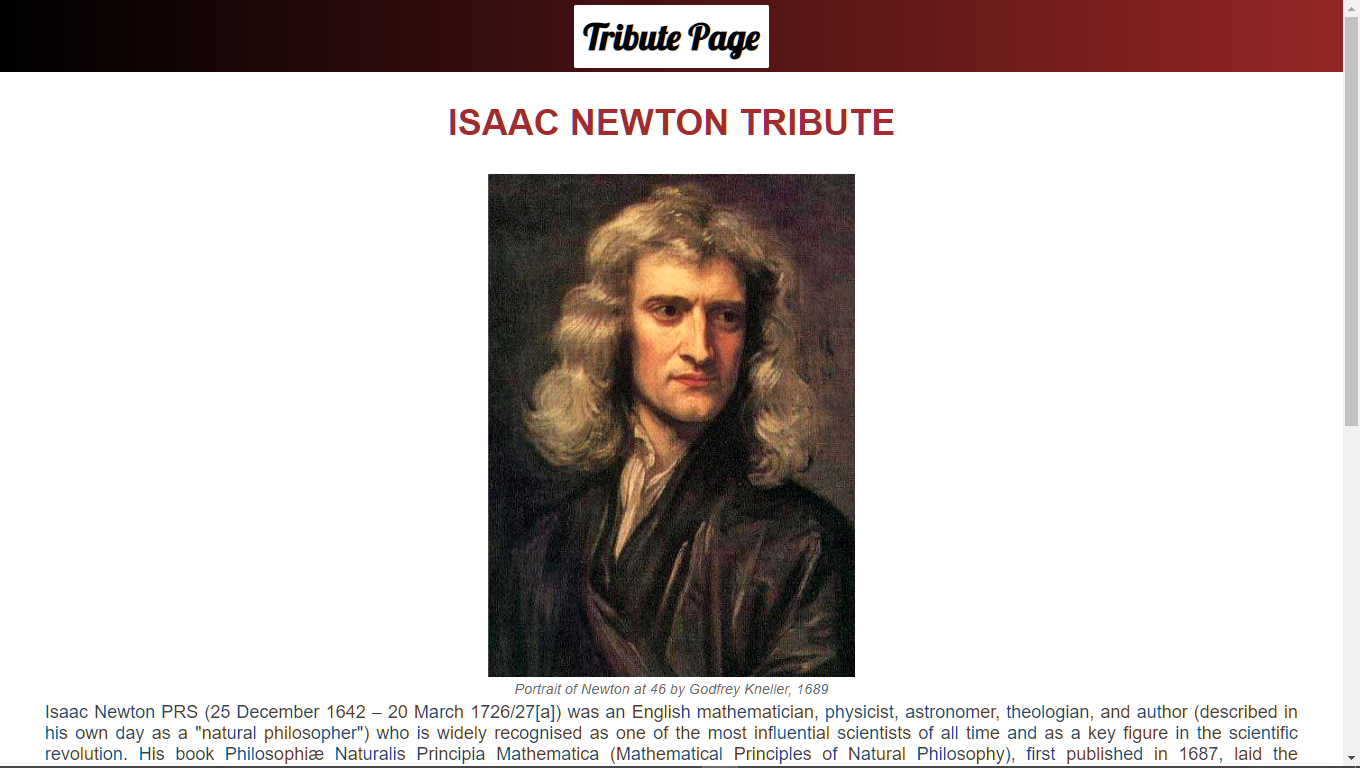 Tribute Page
ISAAC NEWTON TRIBUTE
Portrait of Newton at 46 by Godfrey Kneller, 1689
Isaac Newton PRS (25 December 1642 – 20 March 1726/27[a]) was an English mathematician, physicist, astronomer, theologian, and author (described in
his own day as a "natural philosopher") who is widely recognised as one of the most influential scientists of all time and as a key figure in the scientific
revolution. His book Philosophiæ Naturalis Principia Mathematica (Mathematical Principles of Natural Philosophy), first published in 1687, laid the